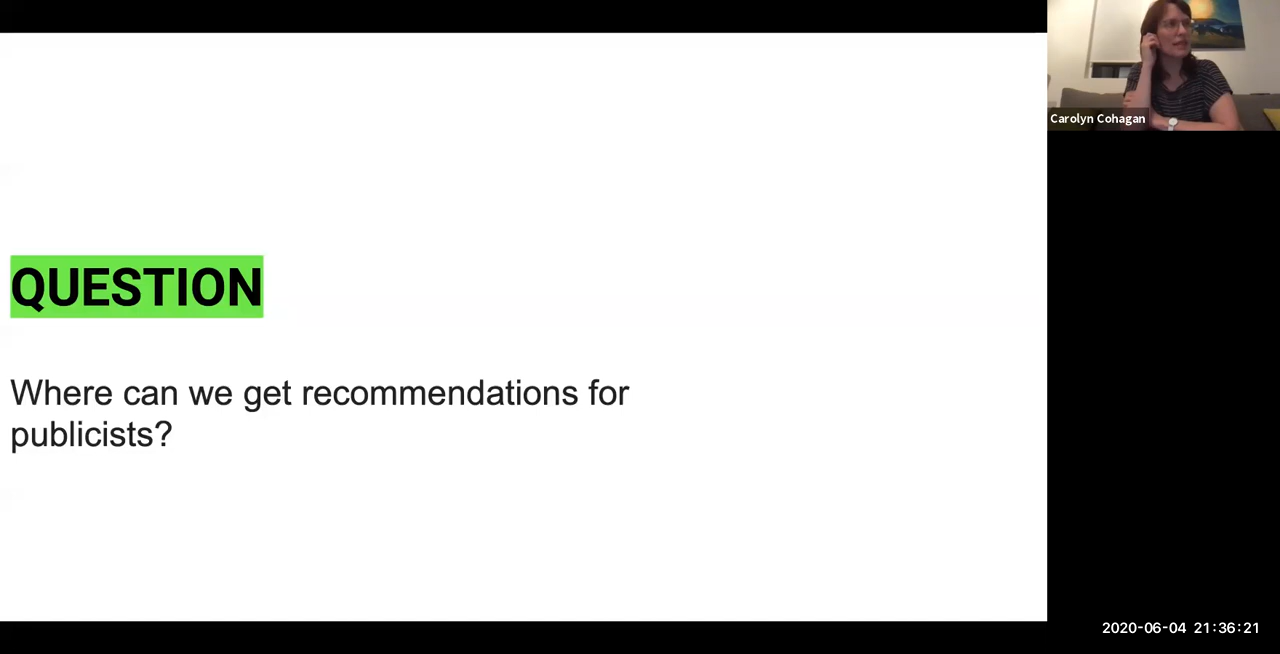 Carolyn Cohagan
QUESTION
Where can we get recommendations for
publicists?
2020-06-04 21:36:21